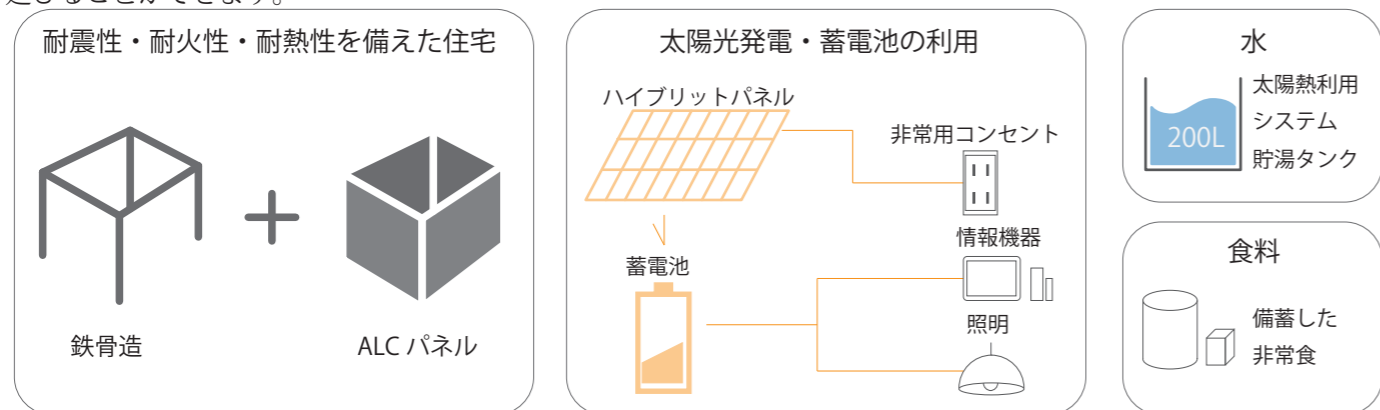 耐震性・耐火性・耐熱性を備えた住宅
鉄骨造
ALC パネル
太陽光発電・蓄電池の利用
ハイブリットパネル
非常用コンセント
情報機器
蓄電池
照明
水
200L
太陽熱利用
システム
貯湯タンク
食料
備蓄した
非常食